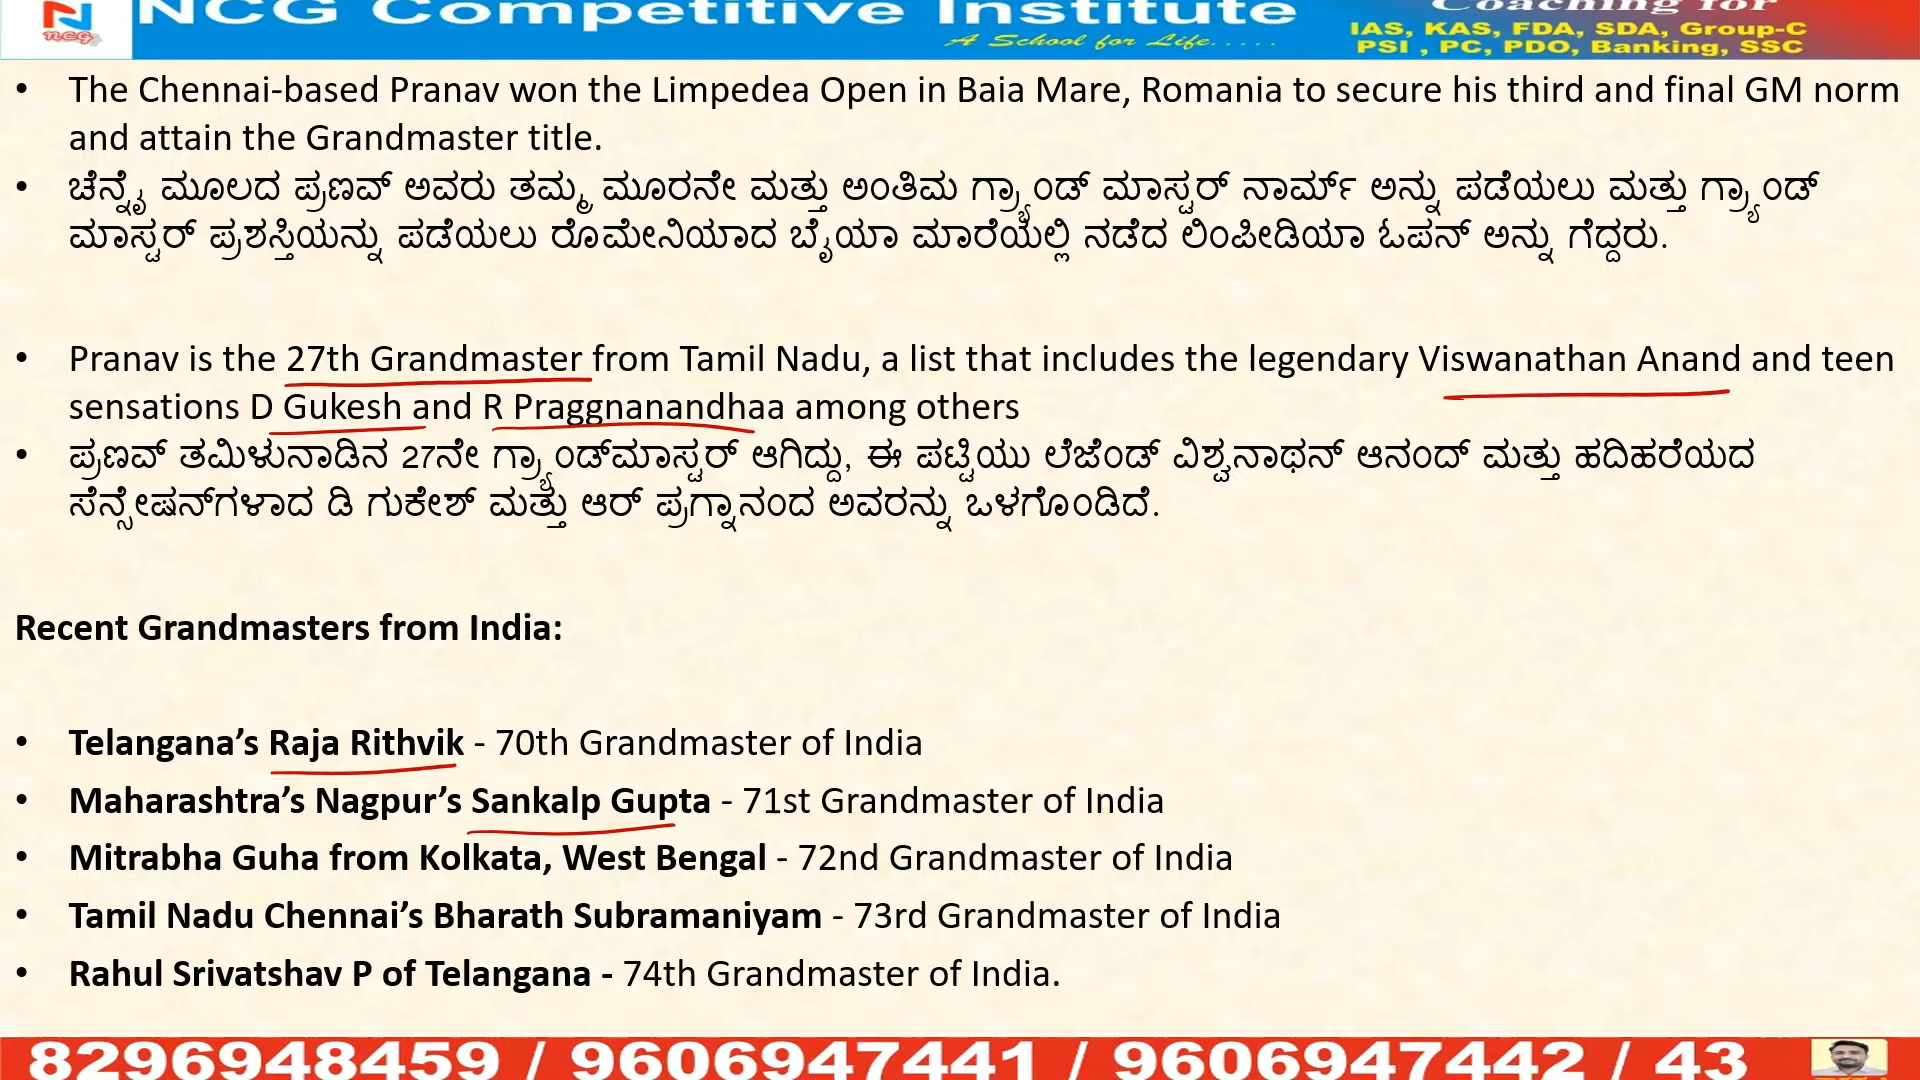 NCG Competitive Institute
Coaching for
A School for Life.....
IAS, KAS, FDA, SDA, Group-C
PSI , PC, PDO, Banking, SSC
ncg
• The Chennai-based Pranav won the Limpedea Open in Baia Mare, Romania to secure his third and final GM norm
and attain the Grandmaster title.
• ಚೆನ್ನೈ ಮೂಲದ ಪ್ರಣವ್ ಅವರು ತಮ್ಮ ಮೂರನೇ ಮತ್ತು ಅಂತಿಮ ಗ್ರ್ಯಾಂಡ್ ಮಾಸ್ಟರ್ ನಾರ್ಮ್ ಅನ್ನು ಪಡೆಯಲು ಮತ್ತು ಗ್ರ್ಯಾಂಡ್
ಮಾಸ್ಟರ್ ಪ್ರಶಸ್ತಿಯನ್ನು ಪಡೆಯಲು ರೊಮೇನಿಯಾದ ಬೈಯಾ ಮಾರೆಯಲ್ಲಿ ನಡೆದ ಲಿಂಪೀಡಿಯಾ ಓಪನ್ ಅನ್ನು ಗೆದ್ದರು.
• Pranav is the 27th Grandmaster from Tamil Nadu, a list that includes the legendary Viswanathan Anand and teen
sensations D Gukesh and R Praggnanandhaa among others
• ಪ್ರಣವ್ ತಮಿಳುನಾಡಿನ 27ನೇ ಗ್ರ್ಯಾಂಡ್‌ಮಾಸ್ಟರ್ ಆಗಿದ್ದು, ಈ ಪಟ್ಟಿಯು ಲೆಜೆಂಡ್ ವಿಶ್ವನಾಥನ್ ಆನಂದ್ ಮತ್ತು ಹದಿಹರೆಯದ
ಸೆನ್ಸೇಷನ್‌ಗಳಾದ ಡಿ ಗುಕೇಶ್ ಮತ್ತು ಆರ್ ಪ್ರಗ್ನಾನಂದ ಅವರನ್ನು ಒಳಗೊಂಡಿದೆ.
Recent Grandmasters from India:
• Telangana’s Raja Rithvik - 70th Grandmaster of India
• Maharashtra’s Nagpur’s Sankalp Gupta - 71st Grandmaster of India
• Mitrabha Guha from Kolkata, West Bengal - 72nd Grandmaster of India
• Tamil Nadu Chennai’s Bharath Subramaniyam - 73rd Grandmaster of India
• Rahul Srivatshav P of Telangana - 74th Grandmaster of India.
8296948459 / 9606947441 / 9606947442 / 43